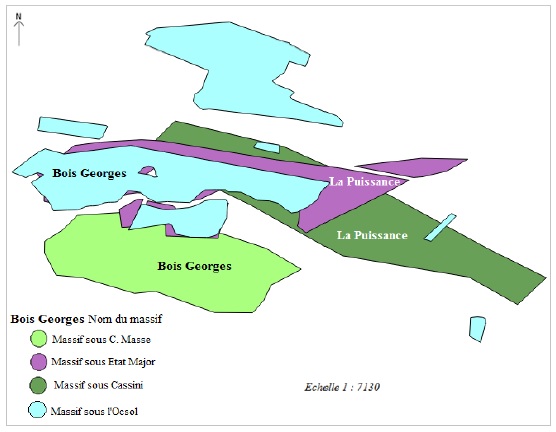 N
Bois Georges
La Puissance
La Puissance
Bois Georges
Bois Georges Nom du massif
Massif sous C. Masse
Massif sous Etat Major
Massif sous Cassini
Massif sous l'Ocsol
Echelle 1 : 7130